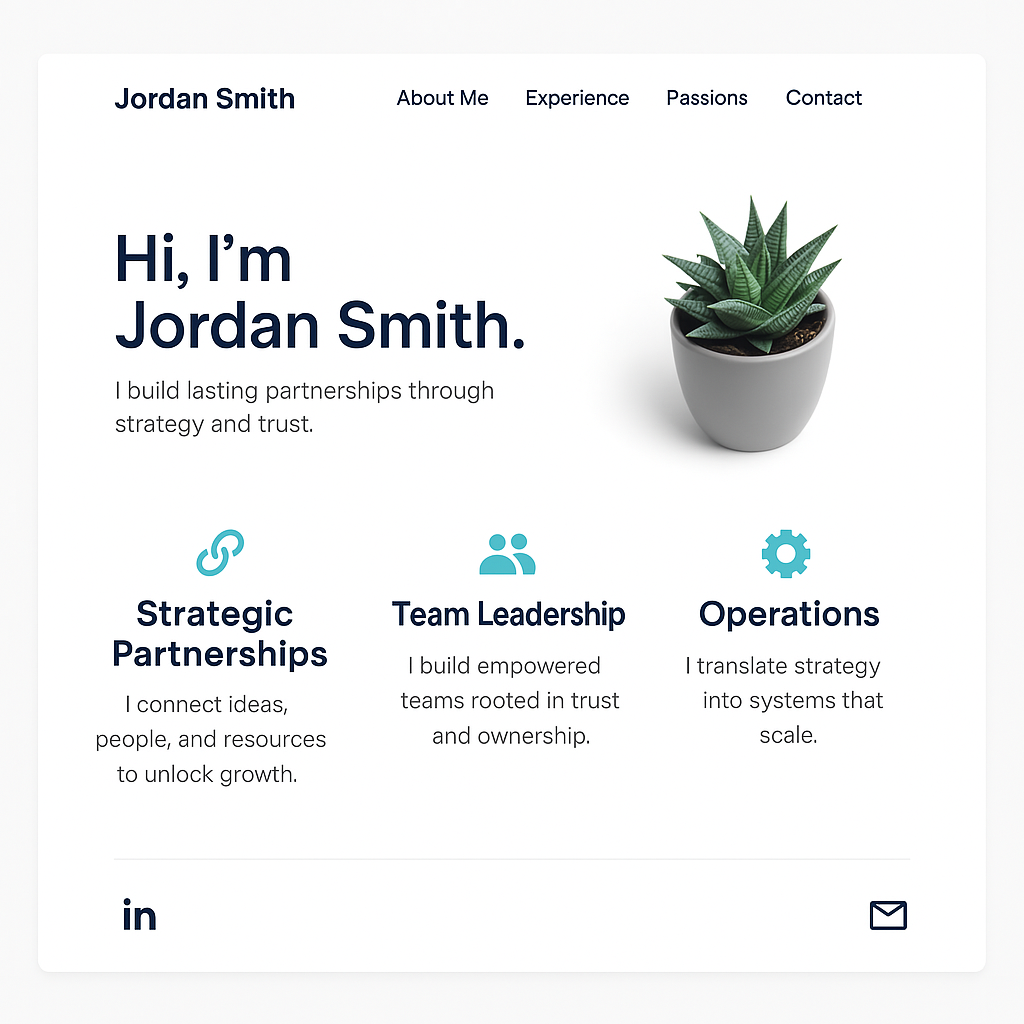 Jordan Smith
About Me
Experience
Passions
Contact
Hi, I’m
Jordan Smith.
I build lasting partnerships through
strategy and trust.
Strategic
Partnerships
I connect ideas,
people, and resources
to unlock growth.
Team Leadership
I build empowered
teams rooted in trust
and ownership.
Operations
I translate strategy
into systems that
scale.
in